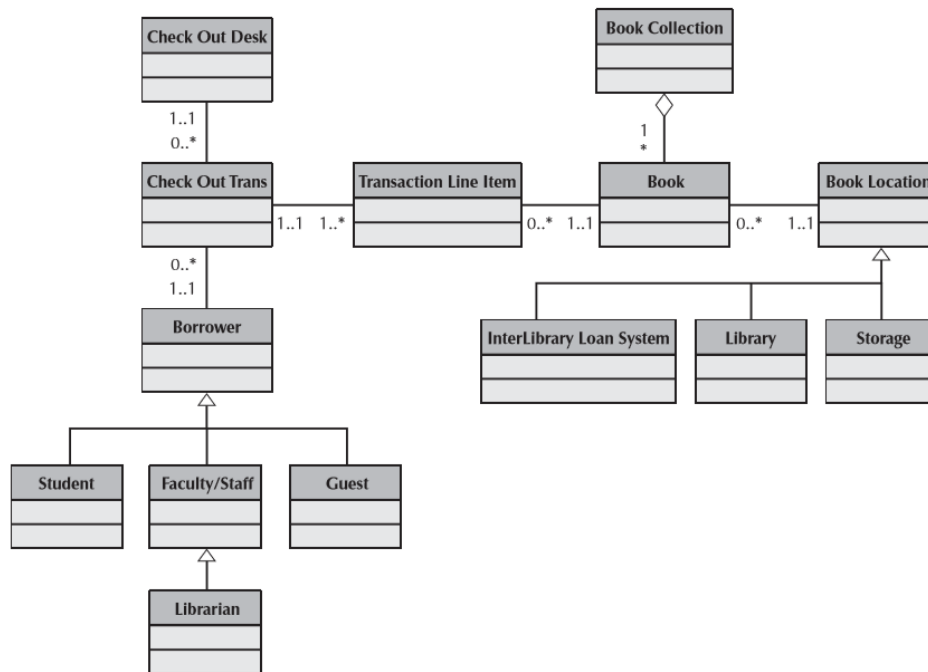 Check Out Desk
Book Collection
1..1
0..*
1
*
Check Out Trans
Transaction Line Item
Book
Book Location
1..1 1..*
0..* 1..1
0..* 1..1
0..*
1..1
Borrower
InterLibrary Loan System
Library
Storage
Student
Faculty/Staff
Guest
Librarian